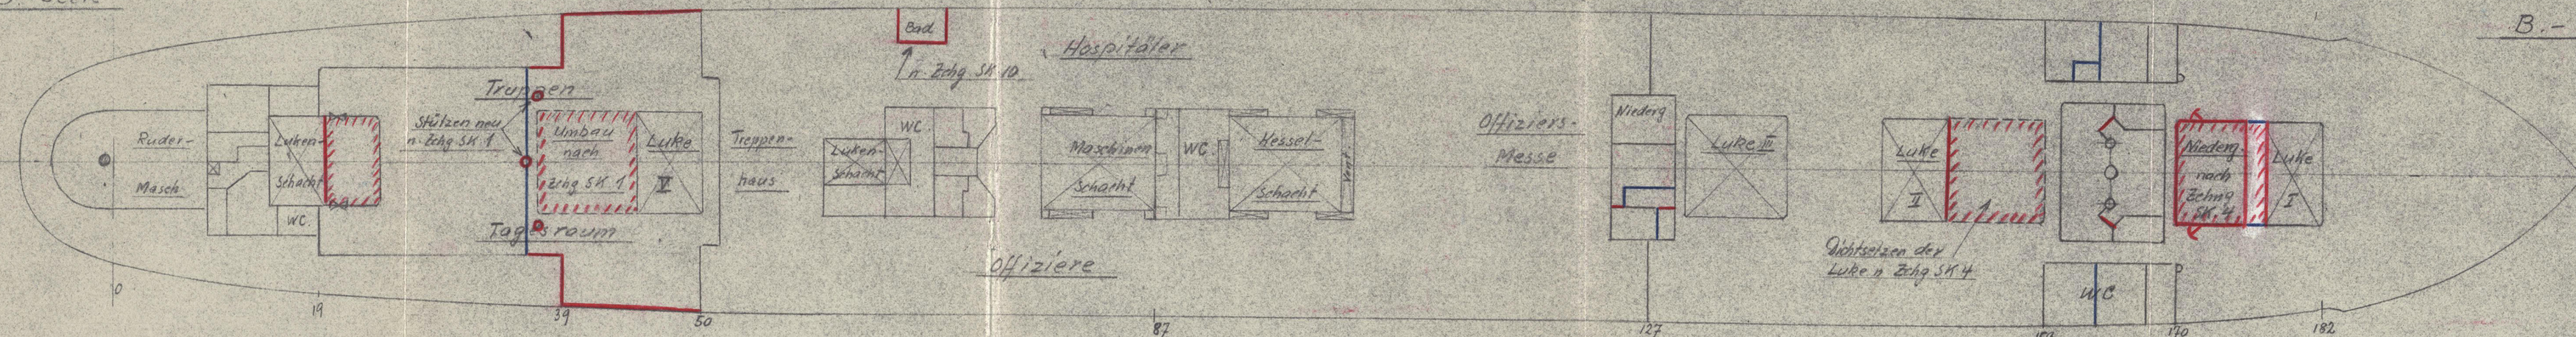 B.-
Ruder-
Masch
Luken-
Schacht
WC
Truppen
Stützen neu
n. Zchg SK 1
Umbau
nach
Zchg SK 1
Luke
V
Tagesraum
Treppen-
haus
Bad
n. Zchg SK 10
Hospitäler
Luken-
Schacht
WC
Offiziere
Maschinen
Schacht
WC
Kessel-
Schacht
Offiziers-
Messe
Niederg
Luke III
Luke
II
Dichtsetzen der
Luke n Zchg SK 4
WC
Niederg.
nach
Zchng
SK 4
Luke
I
0
19
39
50
87
127
170
182